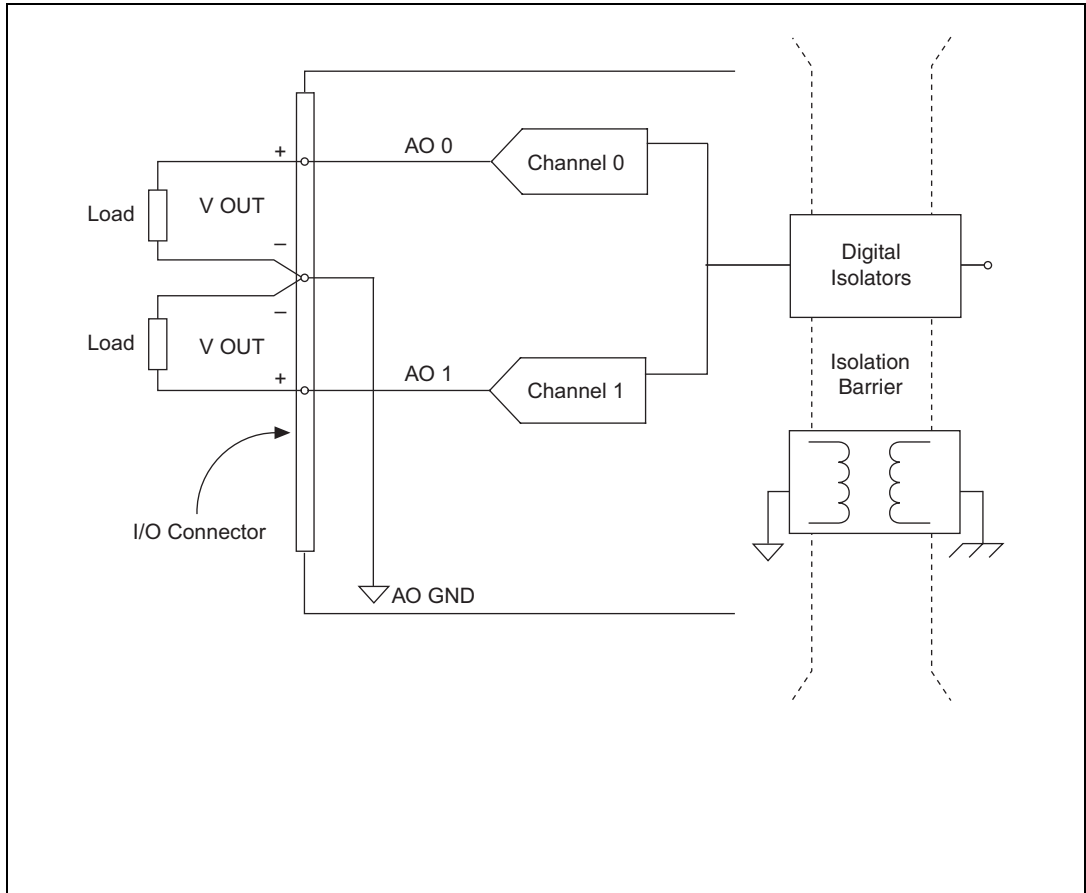 AO 0
Channel 0
+
V OUT
Load
–
Digital
Isolators
–
Load
V OUT
+
AO 1
Channel 1
Isolation
Barrier
I/O Connector
AO GND